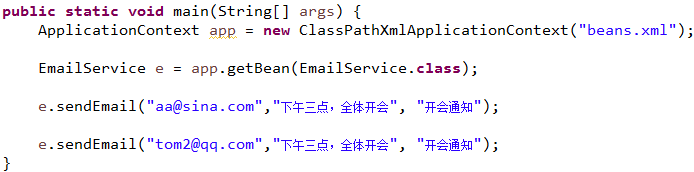 public static void main(String[] args) {
ApplicationContext app = new ClassPathXmlApplicationContext("beans.xml");
EmailService e = app.getBean(EmailService.class);
e.sendEmail("aa@sina.com","下午三点，全体开会", "开会通知");
e.sendEmail("tom2@qq.com","下午三点，全体开会", "开会通知");
}